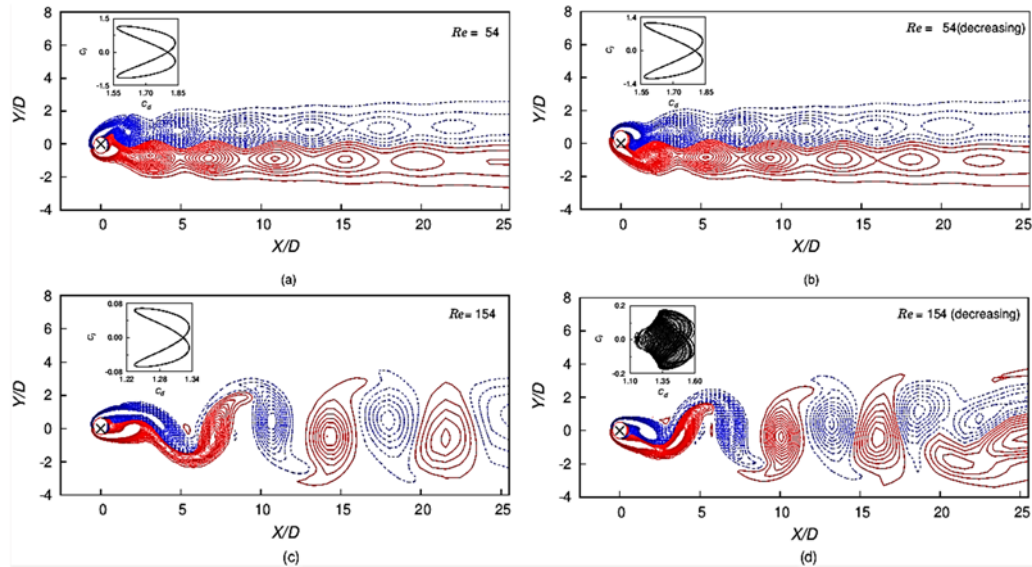 8
6
4
2
0
-2
-4
Y/D
1.5
0.0
-1.5
1.55 1.70 1.85
Re = 54
0 5 10 15 20 25
X/D
(a)
8
6
4
2
0
-2
-4
Y/D
1.4
0.0
-1.4
1.55 1.70 1.85
Re = 54(decreasing)
0 5 10 15 20 25
X/D
(b)
8
6
4
2
0
-2
-4
Y/D
0.08
0.00
-0.08
1.22 1.28 1.34
Cd
Re = 154
0 5 10 15 20 25
X/D
(c)
8
6
4
2
0
-2
-4
Y/D
0.2
0.0
-0.2
1.10 1.35 1.60
Cd
Re = 154 (decreasing)
0 5 10 15 20 25
X/D
(d)